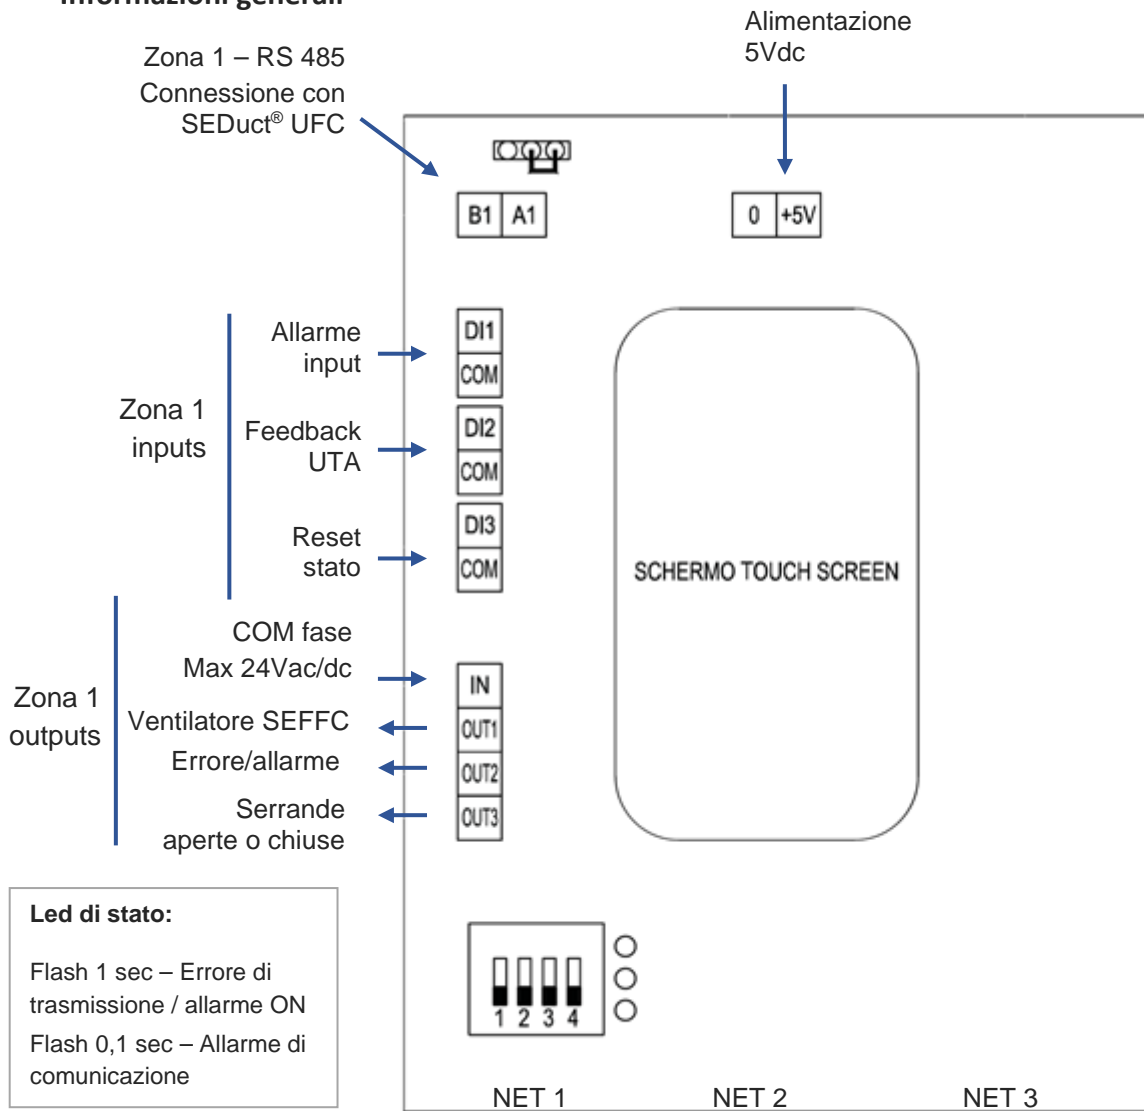 Informazioni generali
Alimentazione
5Vdc
Zona 1 – RS 485
Connessione con
SEDuct® UFC
B1 A1
0 +5V
Zona 1
inputs
Allarme
input
DI1
COM
Feedback
UTA
DI2
COM
Reset
stato
DI3
COM
SCHERMO TOUCH SCREEN
Zona 1
outputs
COM fase
Max 24Vac/dc
IN
Ventilatore SEFFC
OUT1
Errore/allarme
OUT2
Serrande
aperte o chiuse
OUT3
Led di stato:
Flash 1 sec – Errore di
trasmissione / allarme ON
Flash 0,1 sec – Allarme di
comunicazione
1 2 3 4
NET 1 NET 2 NET 3